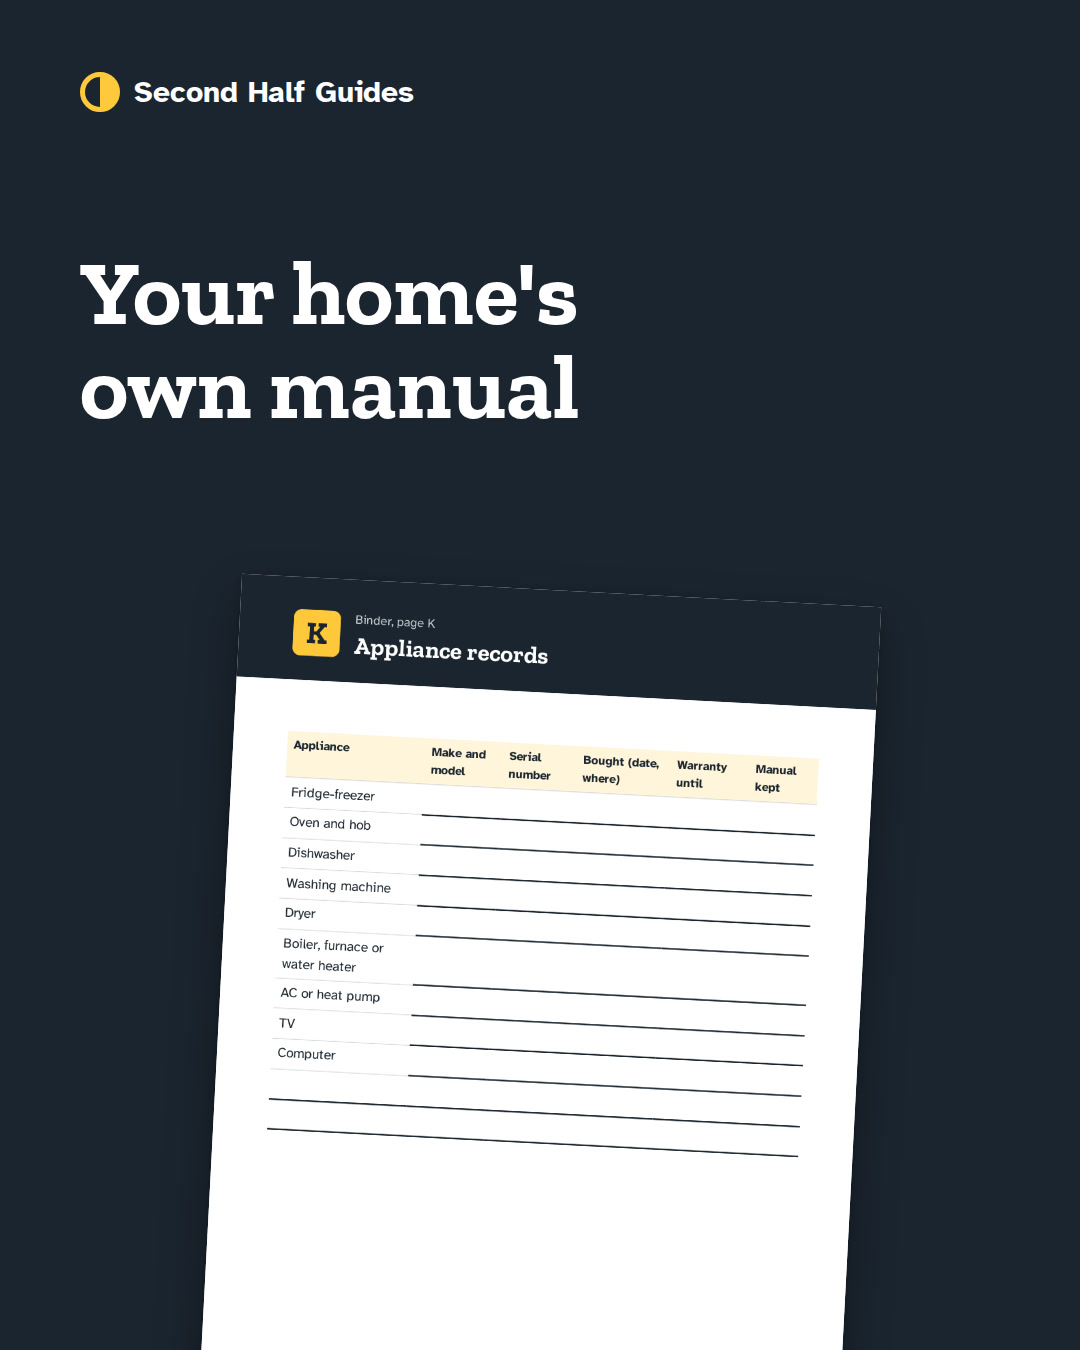 Second Half Guides
Your home's
own manual
K
Binder, page K
Appliance records
Appliance
Make and
model
Serial
number
Bought (date,
where)
Warranty
until
Manual
kept
Fridge-freezer
Oven and hob
Dishwasher
Washing machine
Dryer
Boiler, furnace or
water heater
AC or heat pump
TV
Computer